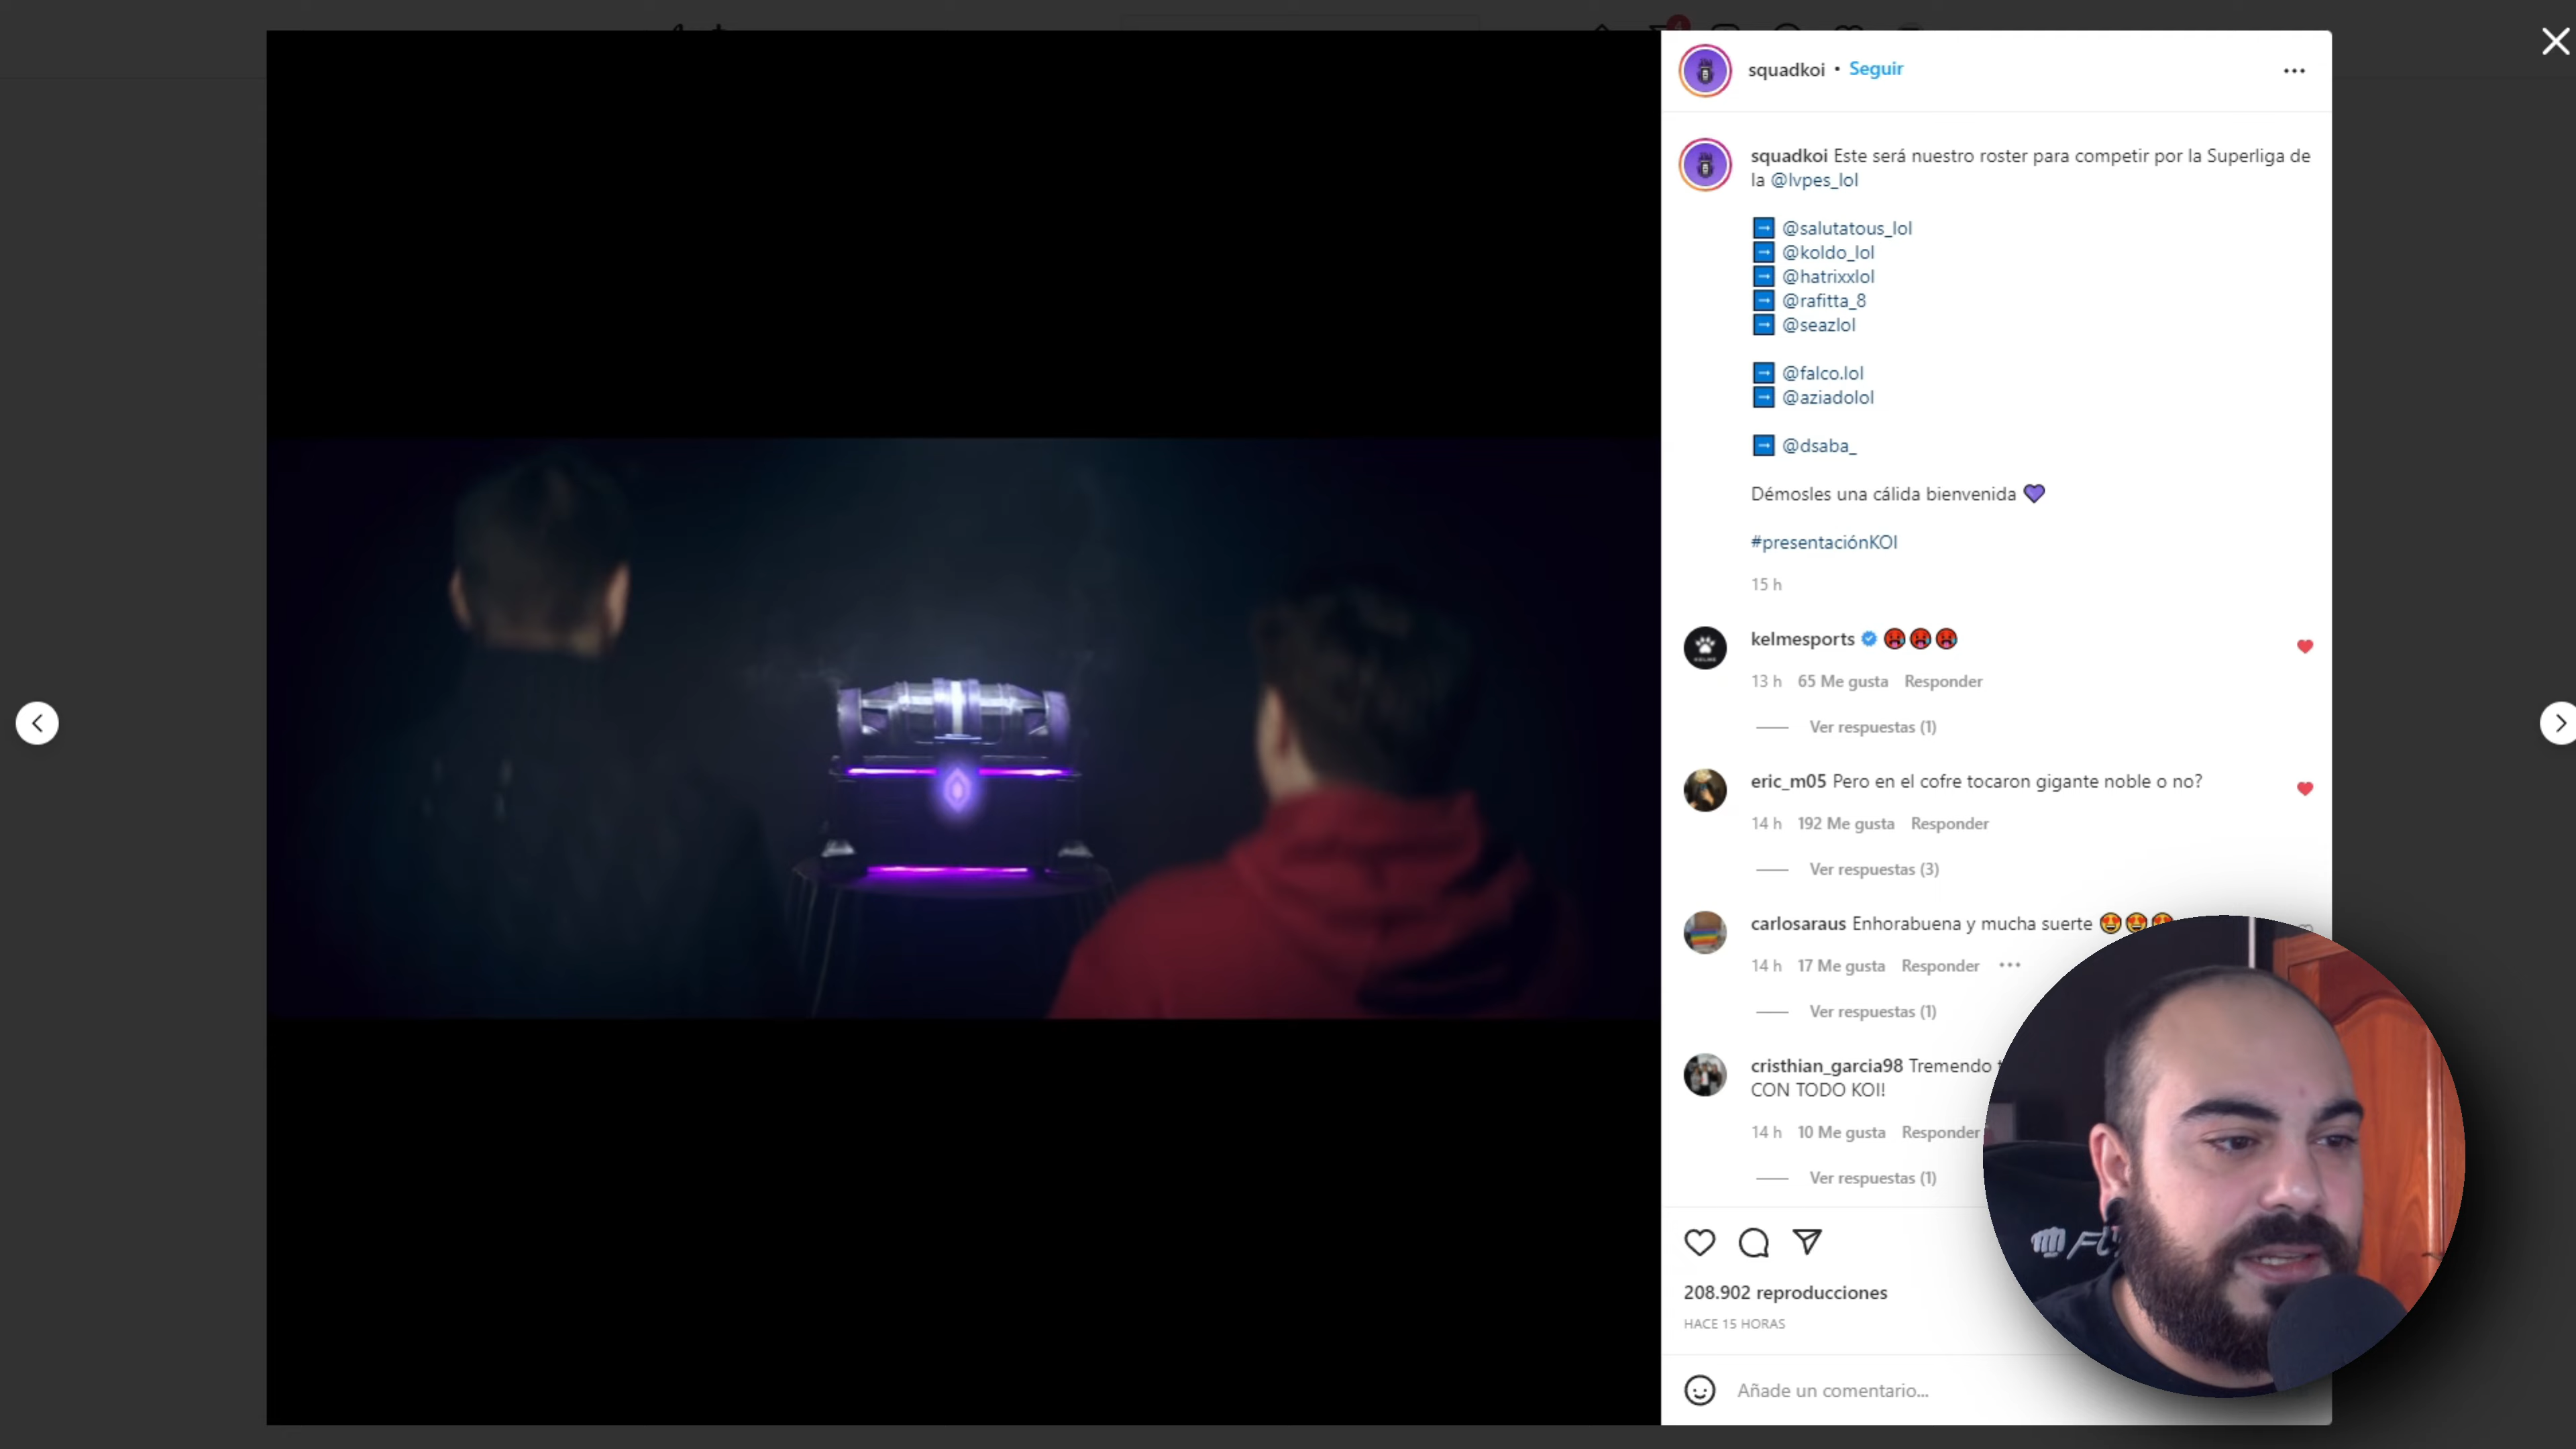 squadkoi • Seguir
squadkoi Este será nuestro roster para competir por la Superliga de
la @lvpes_lol
➡ @salutatous_lol
➡ @koldo_lol
➡ @hatrixxlol
➡ @rafitta_8
➡ @seazlol
➡ @falco.lol
➡ @aziadolol
➡ @dsaba_
Démosles una cálida bienvenida 💜
#presentaciónKOI
15 h
kelmesports 🥵🥵🥵
13 h 65 Me gusta Responder
Ver respuestas (1)
eric_m05 Pero en el cofre tocaron gigante noble o no?
14 h 192 Me gusta Responder
Ver respuestas (3)
carlosaraus Enhorabuena y mucha suerte 😍😍😍
14 h 17 Me gusta Responder
Ver respuestas (1)
cristhian_garcia98 Tremendo
CON TODO KOI!
14 h 10 Me gusta Responder
Ver respuestas (1)
208.902 reproducciones
HACE 15 HORAS
Añade un comentario...